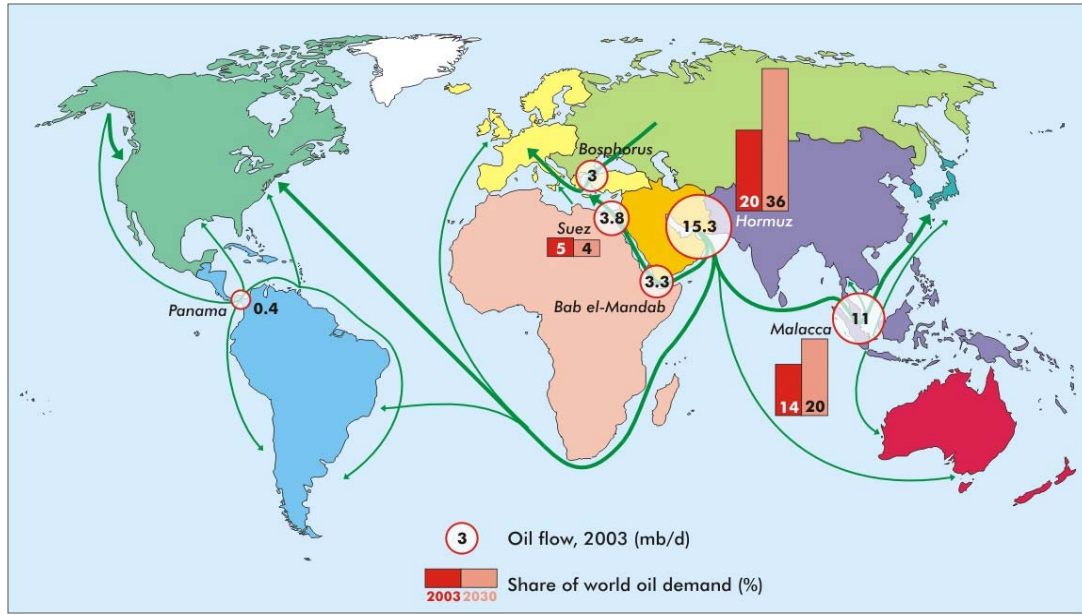 Bosphorus
3
20 36
Hormuz
3.8
Suez
5 4
15.3
3.3
Bab el-Mandab
Panama
0.4
11
Malacca
14 20
3 Oil flow, 2003 (mb/d)
Share of world oil demand (%)
2003 2030